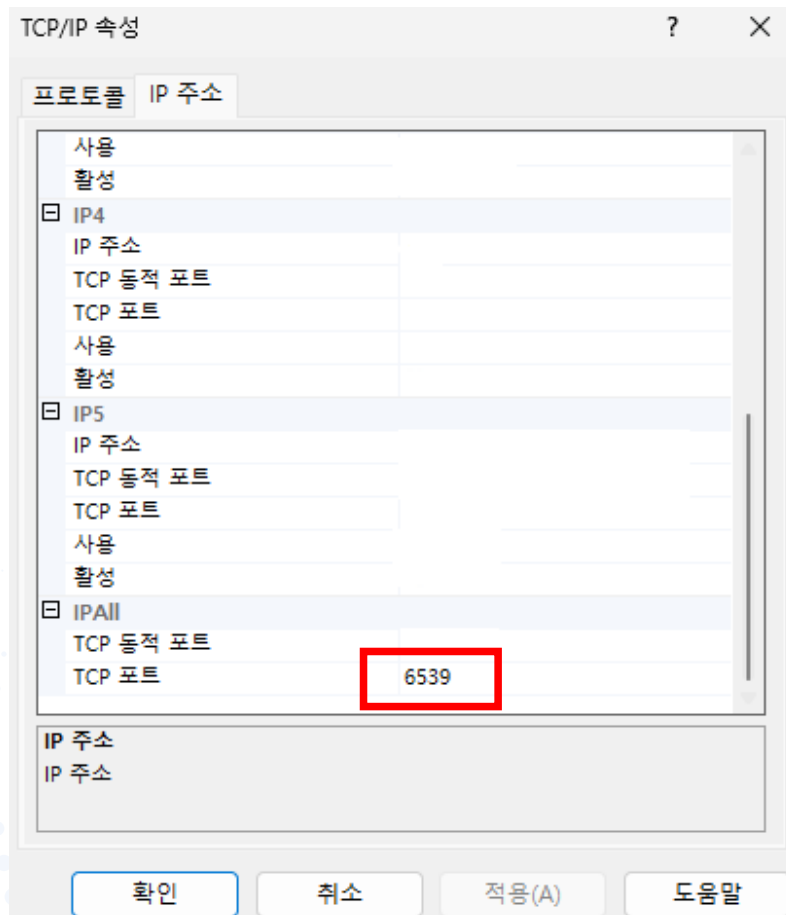 TCP/IP 속성 ?
프로토콜 IP 주소
사용
활성
IP4
IP 주소
TCP 동적 포트
TCP 포트
사용
활성
IP5
IP 주소
TCP 동적 포트
TCP 포트
사용
활성
IPAll
TCP 동적 포트
TCP 포트 6539
IP 주소
IP 주소
확인 취소 적용(A) 도움말